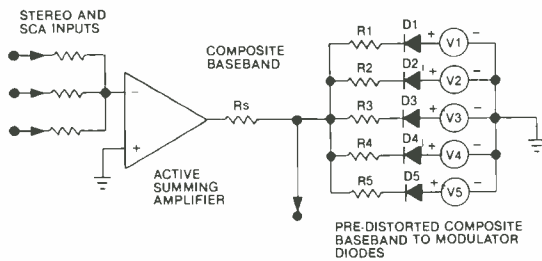 STEREO AND
SCA INPUTS
COMPOSITE
BASEBAND
Rs
−
+
ACTIVE
SUMMING
AMPLIFIER
R1 D1 + V1 −
R2 D2 + V2 −
R3 D3 + V3 −
R4 D4 + V4 −
R5 D5 + V5 −
PRE-DISTORTED COMPOSITE
BASEBAND TO MODULATOR
DIODES